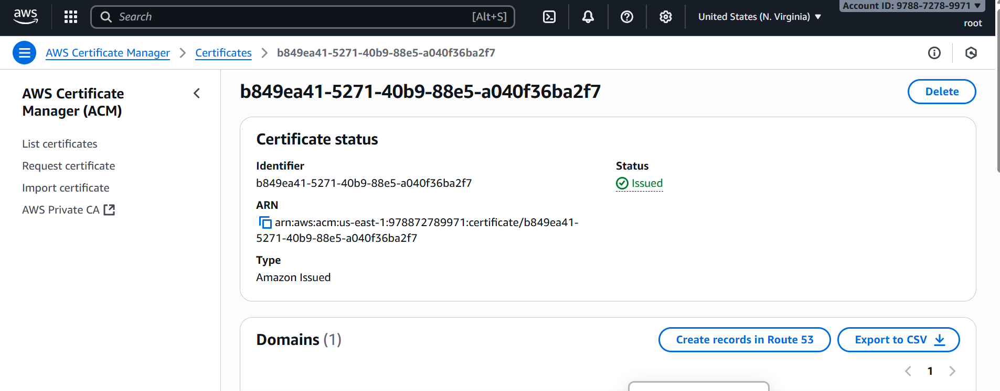 aws
Search
[Alt+S]
United States (N. Virginia)
Account ID: 9788-7278-9971
root
AWS Certificate Manager
Certificates
b849ea41-5271-40b9-88e5-a040f36ba2f7
AWS Certificate
Manager (ACM)
List certificates
Request certificate
Import certificate
AWS Private CA
b849ea41-5271-40b9-88e5-a040f36ba2f7
Delete
Certificate status
Identifier
b849ea41-5271-40b9-88e5-a040f36ba2f7
ARN
arn:aws:acm:us-east-1:978872789971:certificate/b849ea41-
5271-40b9-88e5-a040f36ba2f7
Type
Amazon Issued
Status
Issued
Domains (1)
Create records in Route 53
Export to CSV
1